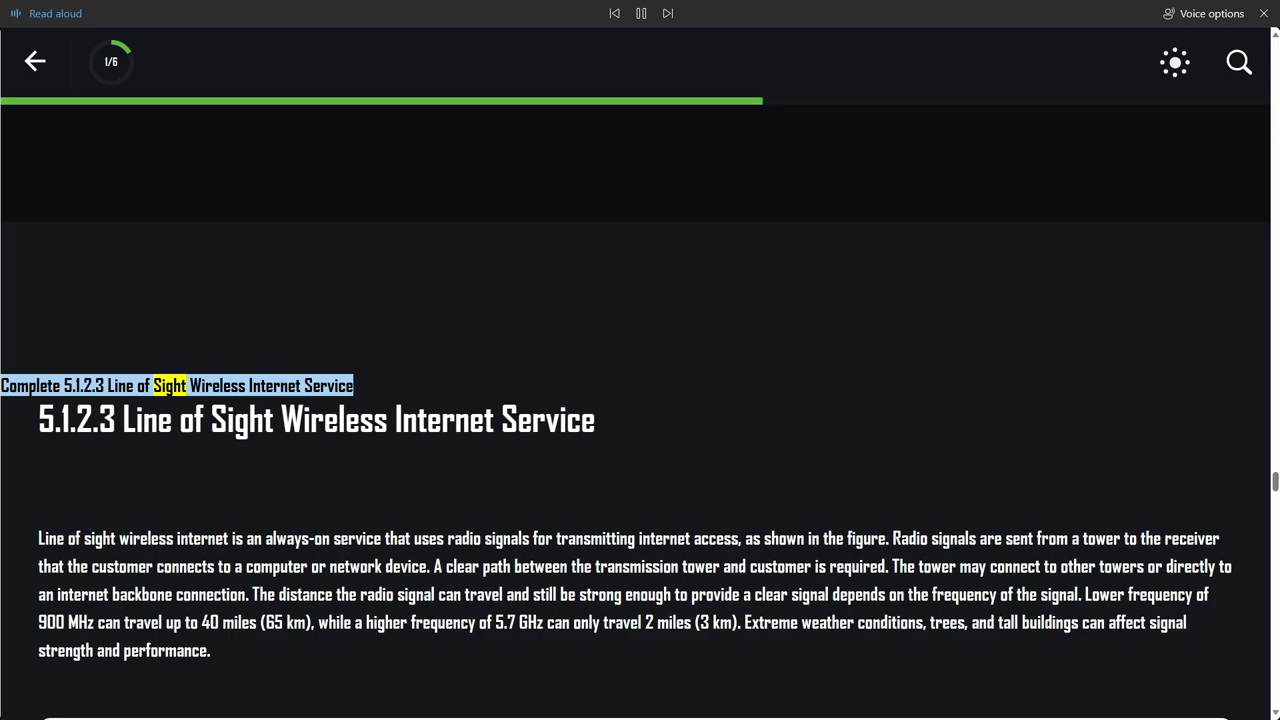 Read aloud
Voice options
1/6
Complete 5.1.2.3 Line of Sight Wireless Internet Service
5.1.2.3 Line of Sight Wireless Internet Service
Line of sight wireless internet is an always-on service that uses radio signals for transmitting internet access, as shown in the figure. Radio signals are sent from a tower to the receiver
that the customer connects to a computer or network device. A clear path between the transmission tower and customer is required. The tower may connect to other towers or directly to
an internet backbone connection. The distance the radio signal can travel and still be strong enough to provide a clear signal depends on the frequency of the signal. Lower frequency of
900 MHz can travel up to 40 miles (65 km), while a higher frequency of 5.7 GHz can only travel 2 miles (3 km). Extreme weather conditions, trees, and tall buildings can affect signal
strength and performance.